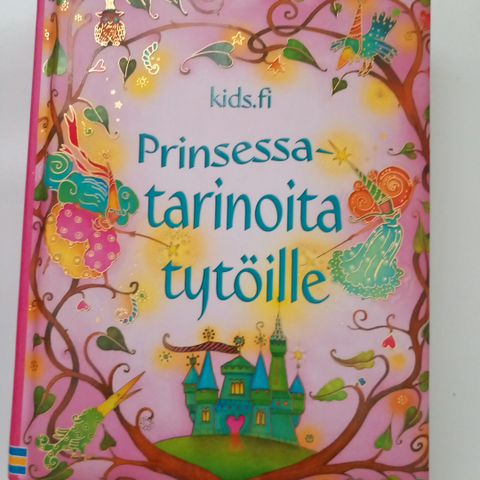 kids.fi
Prinsessa-
tarinoita
tytöille